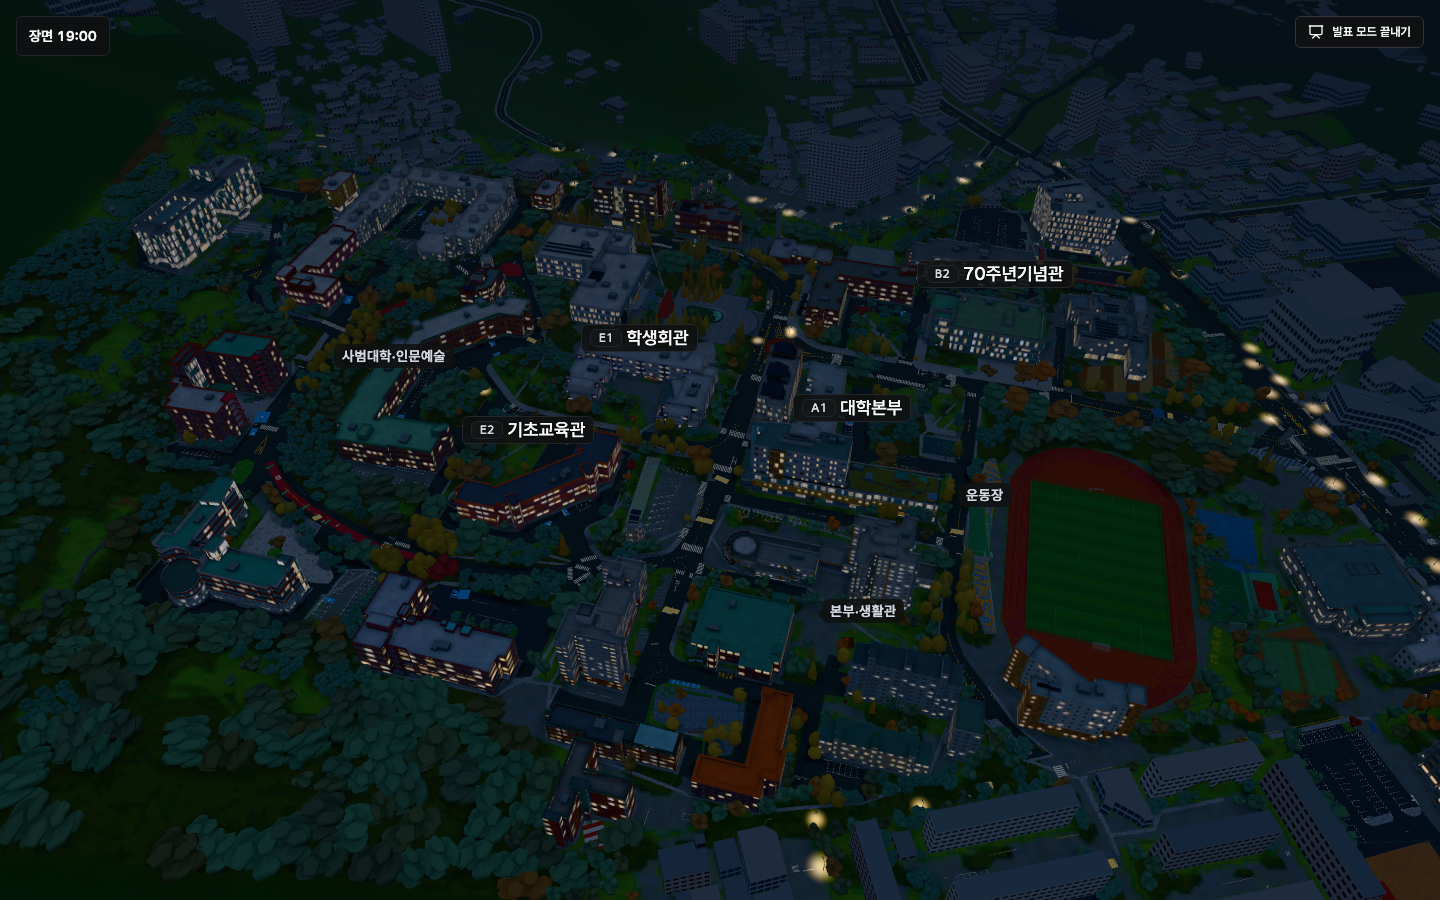 장면 19:00
발표 모드 끝내기
B2 70주년기념관
E1 학생회관
사범대학·인문예술
A1 대학본부
E2 기초교육관
운동장
본부·생활관